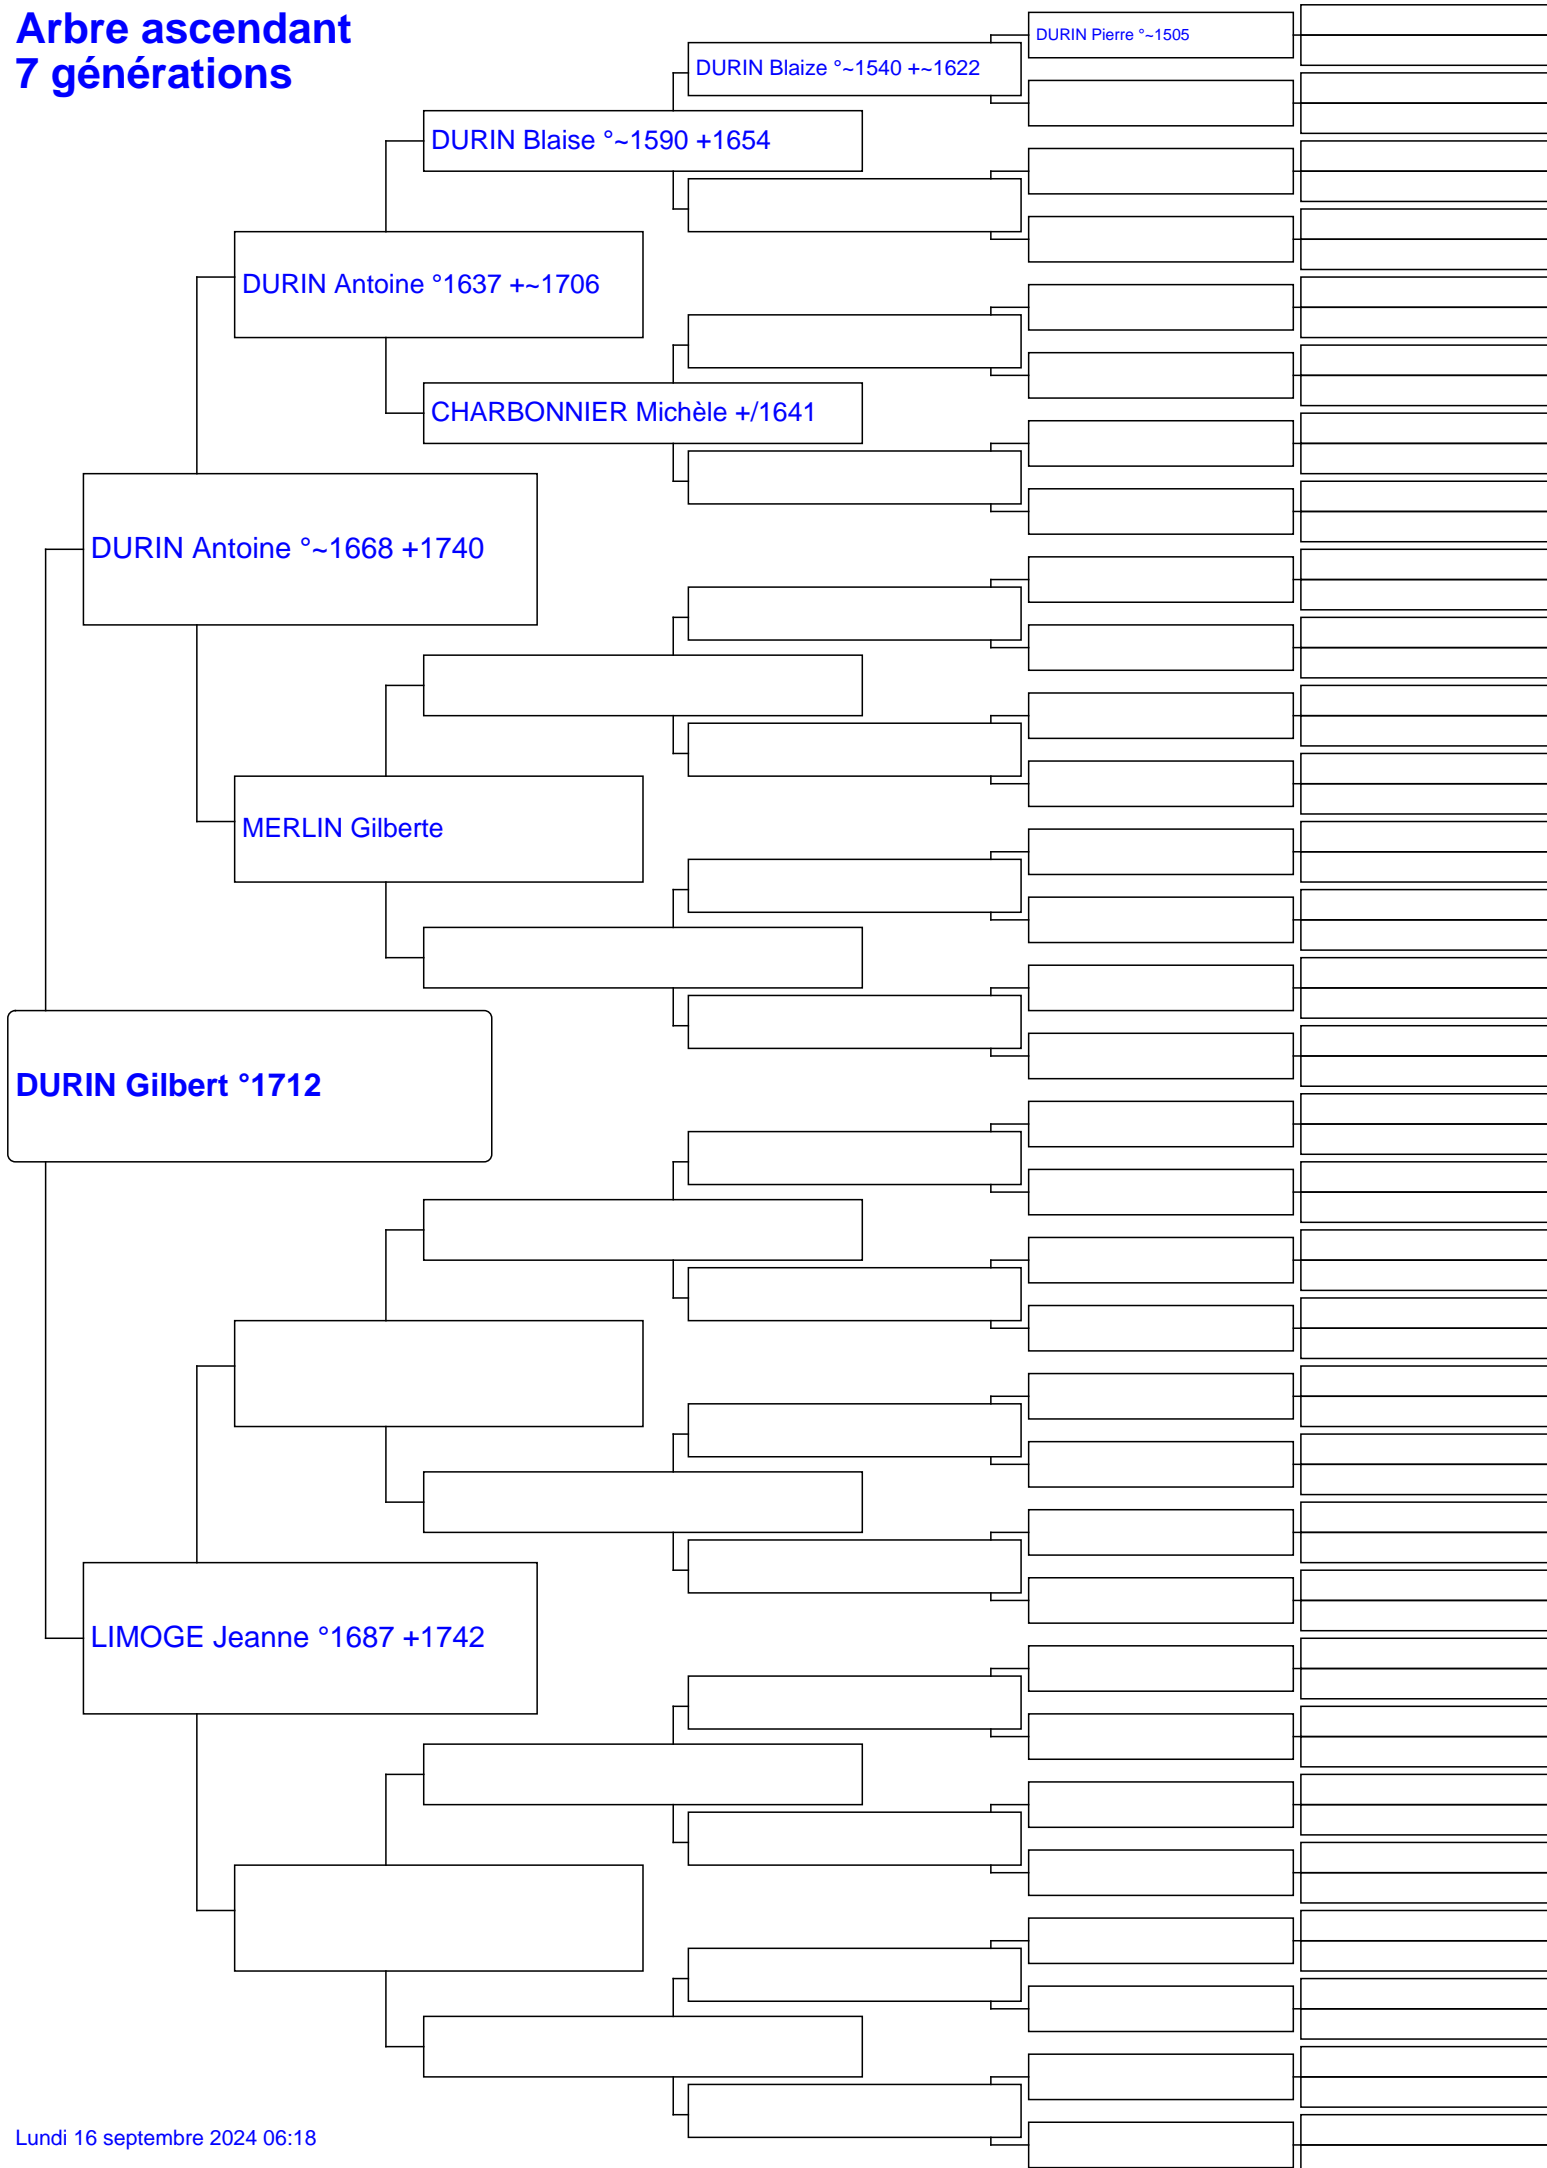 Arbre ascendant
7 générations
DURIN Pierre °~1505
DURIN Blaize °~1540 +~1622
DURIN Blaise °~1590 +1654
DURIN Antoine °1637 +~1706
CHARBONNIER Michèle +/1641
DURIN Antoine °~1668 +1740
MERLIN Gilberte
DURIN Gilbert °1712
LIMOGE Jeanne °1687 +1742
Lundi 16 septembre 2024 06:18